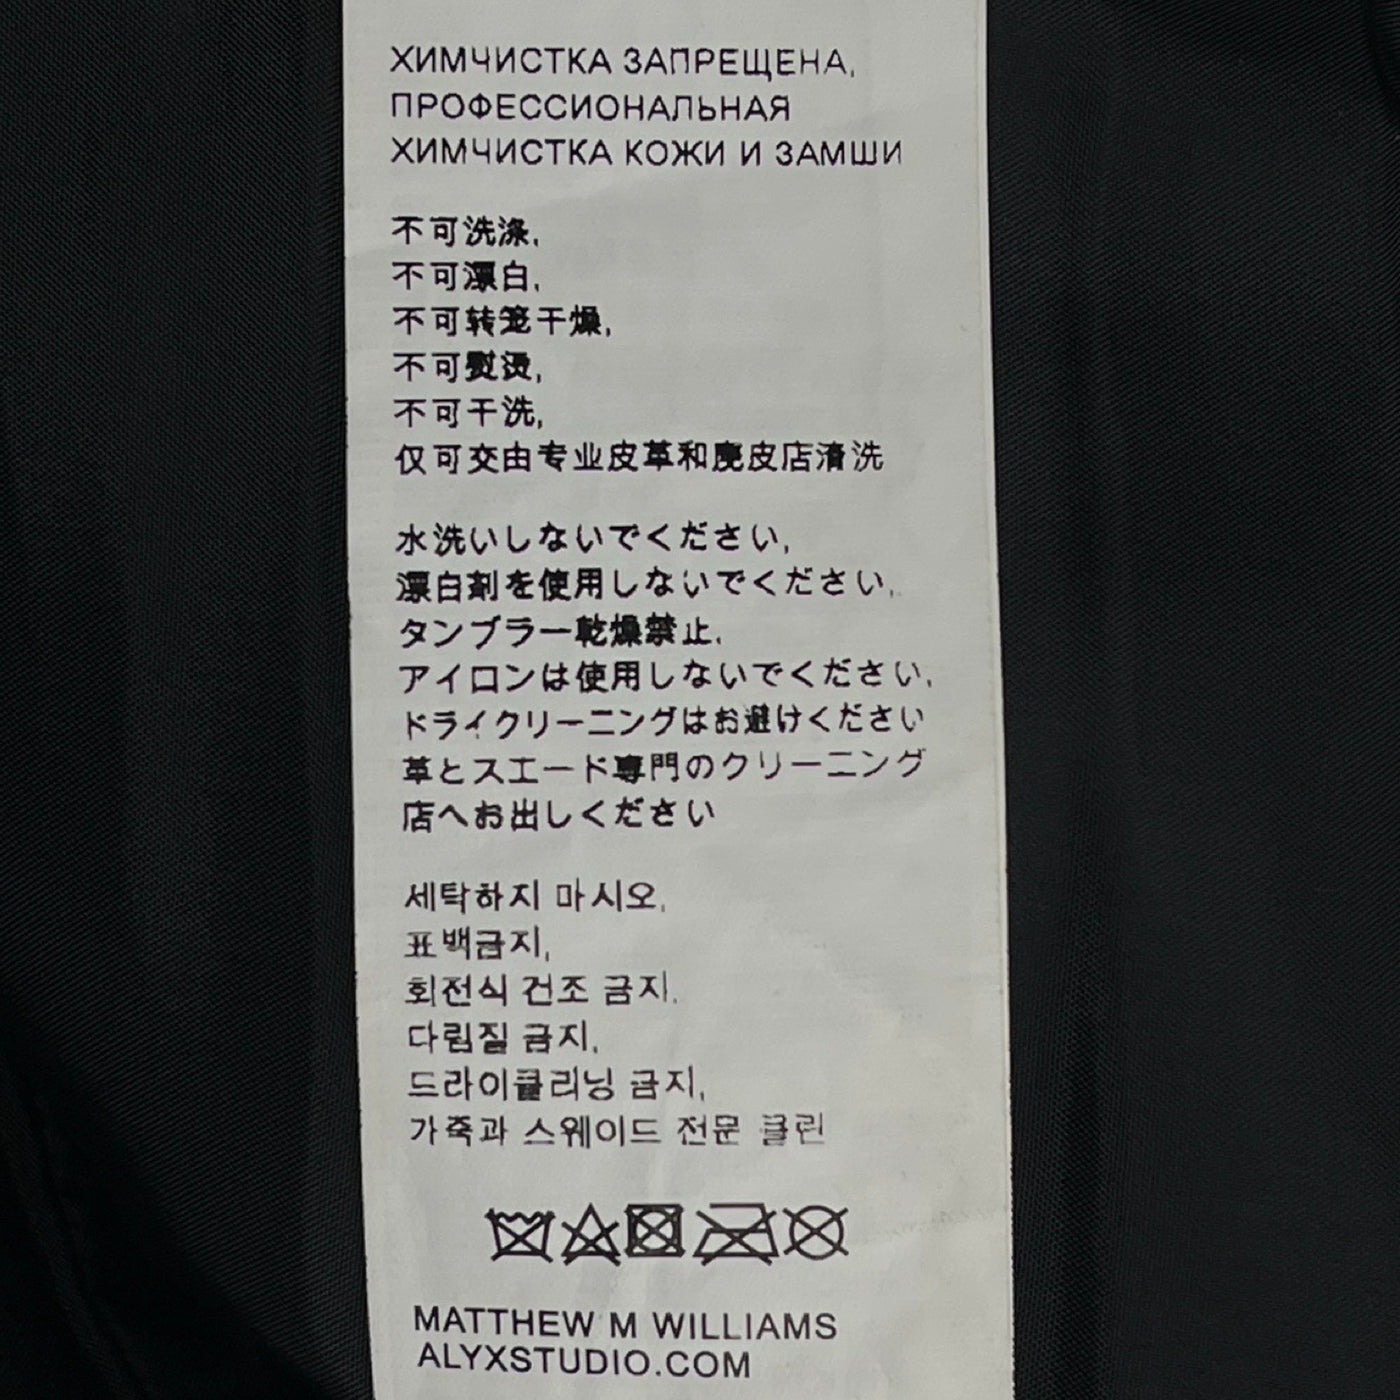 ХИМЧИСТКА ЗАПРЕЩЕНА,
ПРОФЕССИОНАЛЬНАЯ
ХИМЧИСТКА КОЖИ И ЗАМШИ
不可洗涤,
不可漂白,
不可转笼干燥,
不可熨烫,
不可干洗,
仅可交由专业皮革和麂皮店清洗
水洗いしないでください,
漂白剤を使用しないでください,
タンブラー乾燥禁止,
アイロンは使用しないでください,
ドライクリーニングはお避けください
革とスエード専門のクリーニング
店へお出しください
세탁하지 마시오,
표백금지,
회전식 건조 금지,
다림질 금지,
드라이클리닝 금지,
가죽과 스웨이드 전문 클린
MATTHEW M WILLIAMS
ALYXSTUDIO.COM